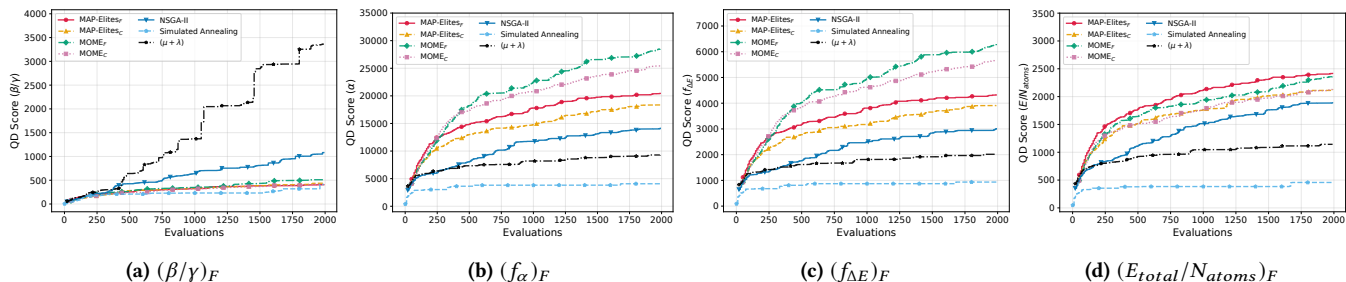 MAP-Elites_F
MAP-Elites_C
MOME_F
MOME_C
NSGA-II
Simulated Annealing
(μ + λ)
QD Score (β/γ)
4000
3500
3000
2500
2000
1500
1000
500
0
0 250 500 750 1000 1250 1500 1750 2000
Evaluations
(a) (β/γ)_F
MAP-Elites_F
MAP-Elites_C
MOME_F
MOME_C
NSGA-II
Simulated Annealing
(μ + λ)
QD Score (α)
35000
30000
25000
20000
15000
10000
5000
0
0 250 500 750 1000 1250 1500 1750 2000
Evaluations
(b) (f_α)_F
MAP-Elites_F
MAP-Elites_C
MOME_F
MOME_C
NSGA-II
Simulated Annealing
(μ + λ)
QD Score (f_ΔE)
7000
6000
5000
4000
3000
2000
1000
0
0 250 500 750 1000 1250 1500 1750 2000
Evaluations
(c) (f_ΔE)_F
MAP-Elites_F
MAP-Elites_C
MOME_F
MOME_C
NSGA-II
Simulated Annealing
(μ + λ)
QD Score (E/N_atoms)
3000
2500
2000
1500
1000
500
0
0 250 500 750 1000 1250 1500 1750 2000
Evaluations
(d) (E_total/N_atoms)_F